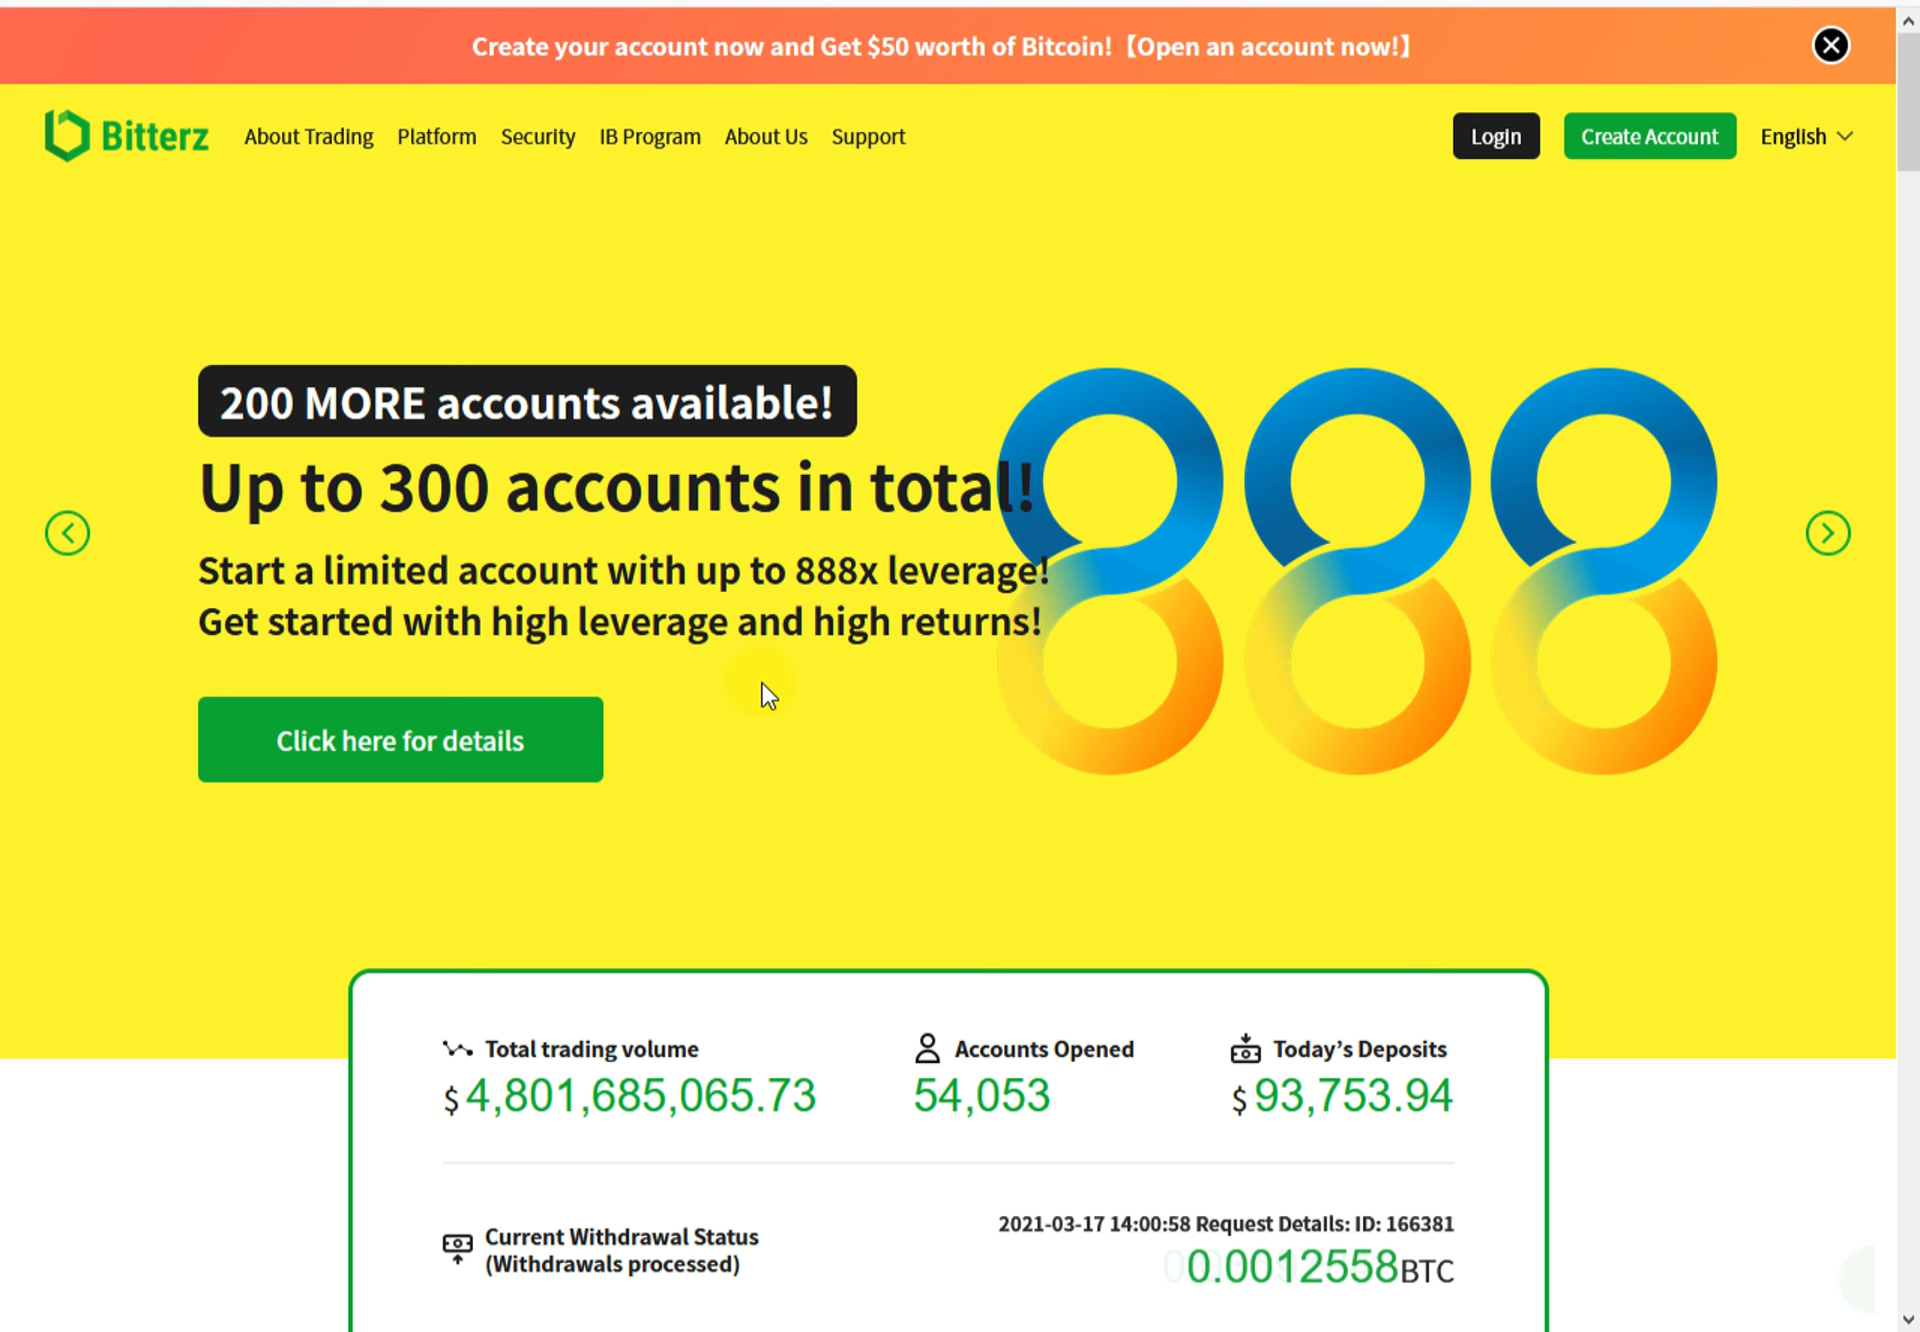 Create your account now and Get $50 worth of Bitcoin!【Open an account now!】
Bitterz
About Trading
Platform
Security
IB Program
About Us
Support
Login
Create Account
English
200 MORE accounts available!
Up to 300 accounts in total!
Start a limited account with up to 888x leverage!
Get started with high leverage and high returns!
888
Click here for details
Total trading volume
$ 4,801,685,065.73
Accounts Opened
54,053
Today's Deposits
$ 93,753.94
Current Withdrawal Status
(Withdrawals processed)
2021-03-17 14:00:58 Request Details: ID: 166381
0.0012558BTC